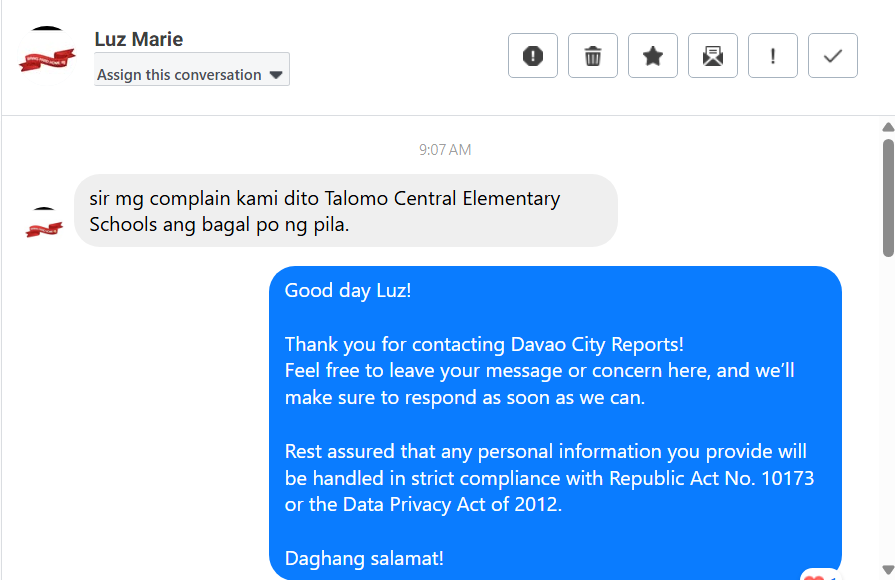 Luz Marie
Assign this conversation
9:07 AM
sir mg complain kami dito Talomo Central Elementary
Schools ang bagal po ng pila.
Good day Luz!
Thank you for contacting Davao City Reports!
Feel free to leave your message or concern here, and we’ll
make sure to respond as soon as we can.
Rest assured that any personal information you provide will
be handled in strict compliance with Republic Act No. 10173
or the Data Privacy Act of 2012.
Daghang salamat!